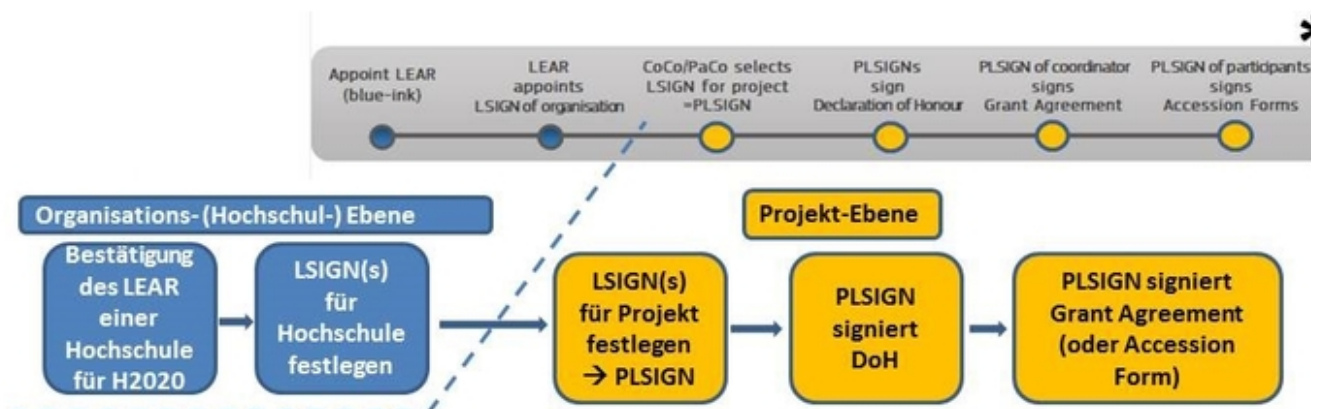 Appoint LEAR
(blue-ink)
LEAR
appoints
LSIGN of organisation
CoCo/PaCo selects
LSIGN for project
=PLSIGN
PLSIGNs
sign
Declaration of Honour
PLSIGN of coordinator
signs
Grant Agreement
PLSIGN of participants
signs
Accession Forms
Organisations- (Hochschul-) Ebene
Projekt-Ebene
Bestätigung
des LEAR
einer
Hochschule
für H2020
LSIGN(s)
für
Hochschule
festlegen
LSIGN(s)
für Projekt
festlegen
→ PLSIGN
PLSIGN
signiert
DoH
PLSIGN signiert
Grant Agreement
(oder Accession
Form)